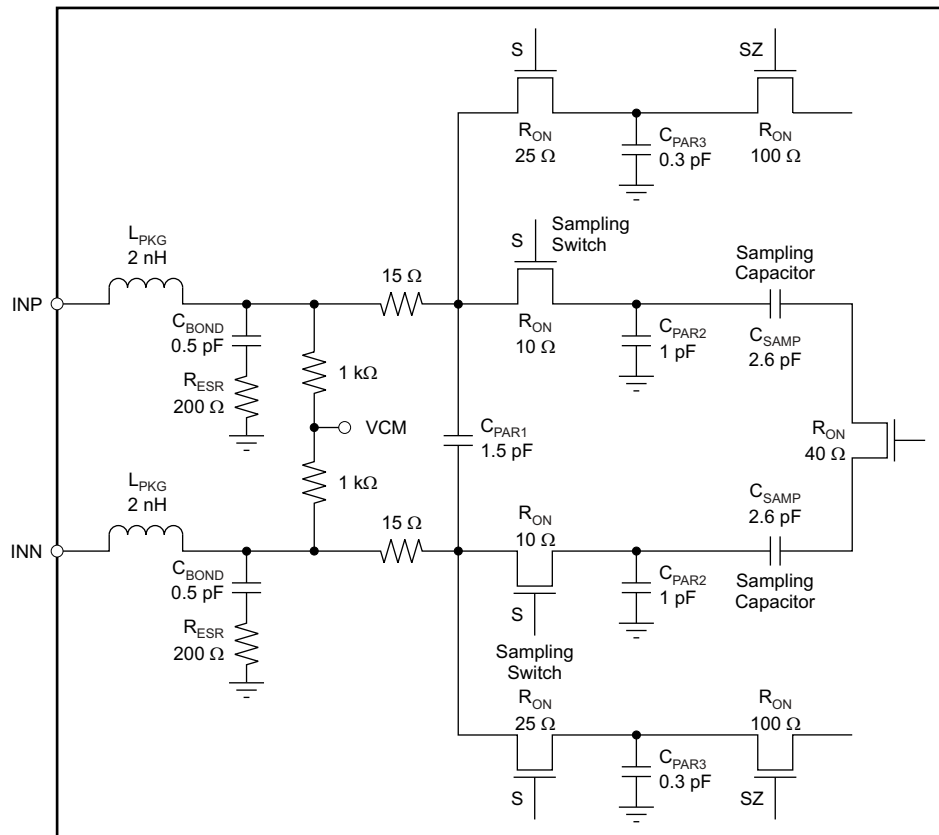 S
SZ
R_ON
25 Ω
C_PAR3
0.3 pF
R_ON
100 Ω
Sampling
Switch
S
L_PKG
2 nH
15 Ω
Sampling
Capacitor
INP
R_ON
10 Ω
C_PAR2
1 pF
C_SAMP
2.6 pF
C_BOND
0.5 pF
1 kΩ
R_ESR
200 Ω
VCM
C_PAR1
1.5 pF
R_ON
40 Ω
1 kΩ
L_PKG
2 nH
15 Ω
R_ON
10 Ω
C_SAMP
2.6 pF
INN
C_BOND
0.5 pF
C_PAR2
1 pF
Sampling
Capacitor
S
R_ESR
200 Ω
Sampling
Switch
R_ON
25 Ω
R_ON
100 Ω
C_PAR3
0.3 pF
S
SZ